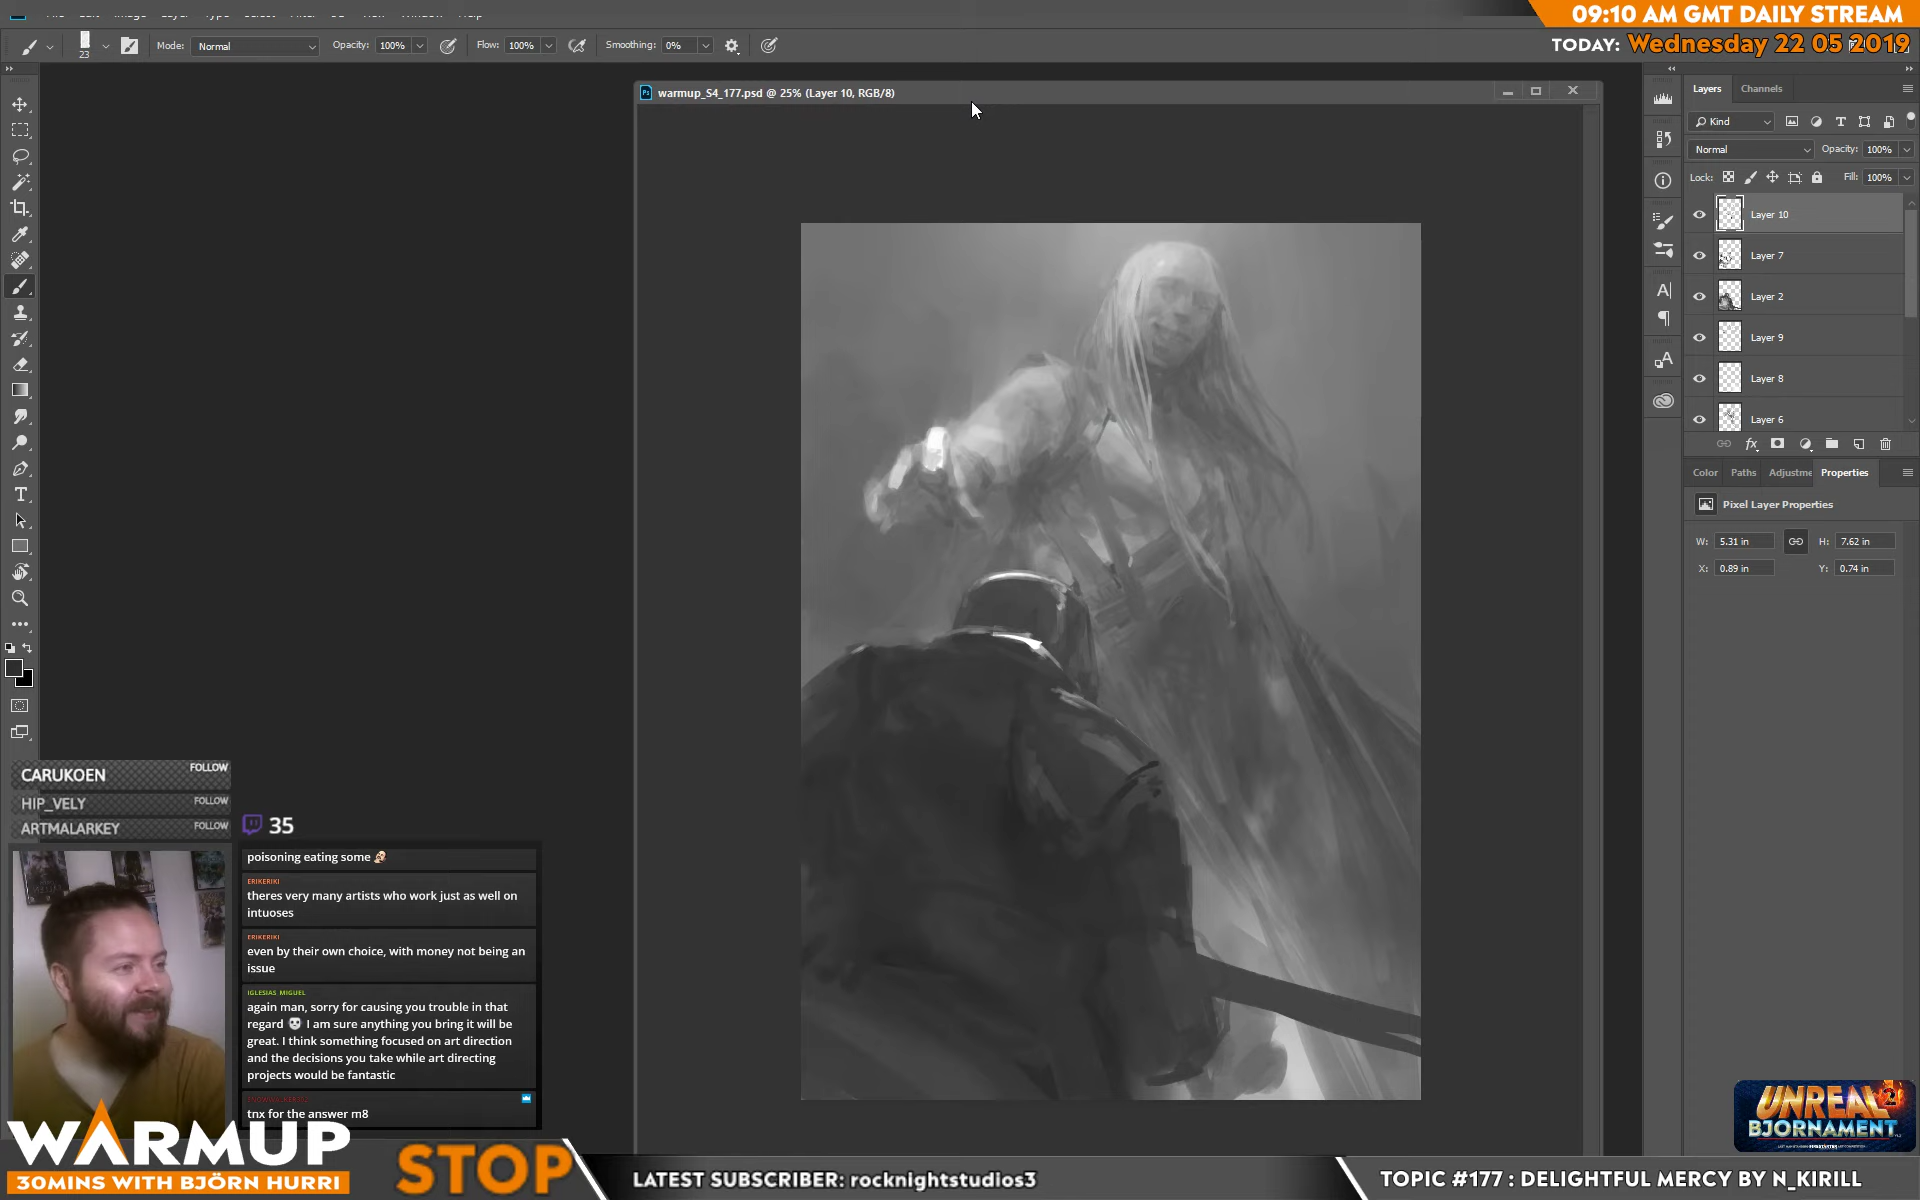 09:10 AM GMT DAILY STREAM
TODAY: Wednesday 22 05 2019
Mode: Normal Opacity: 100% Flow: 100% Smoothing: 0%
23
warmup_S4_177.psd @ 25% (Layer 10, RGB/8)
Layers Channels
Kind
Normal Opacity: 100%
Lock: Fill: 100%
Layer 10
Layer 7
Layer 2
Layer 9
Layer 8
Layer 6
Color Paths Adjustme Properties
Pixel Layer Properties
W: 5.31 in H: 7.62 in
X: 0.89 in Y: 0.74 in
CARUKOEN FOLLOW
HIP_VELY FOLLOW
ARTMALARKEY FOLLOW
35
poisoning eating some
ERIKERIKI
theres very many artists who work just as well on
intuoses
ERIKERIKI
even by their own choice, with money not being an
issue
IGLESIAS MIGUEL
again man, sorry for causing you trouble in that
regard I am sure anything you bring it will be
great. I think something focused on art direction
and the decisions you take while art directing
projects would be fantastic
tnx for the answer m8
WARMUP
30MINS WITH BJÖRN HURRI
STOP
LATEST SUBSCRIBER: rocknightstudios3
UNREAL 2
BJORNAMENT
TOPIC #177 : DELIGHTFUL MERCY BY N_KIRILL